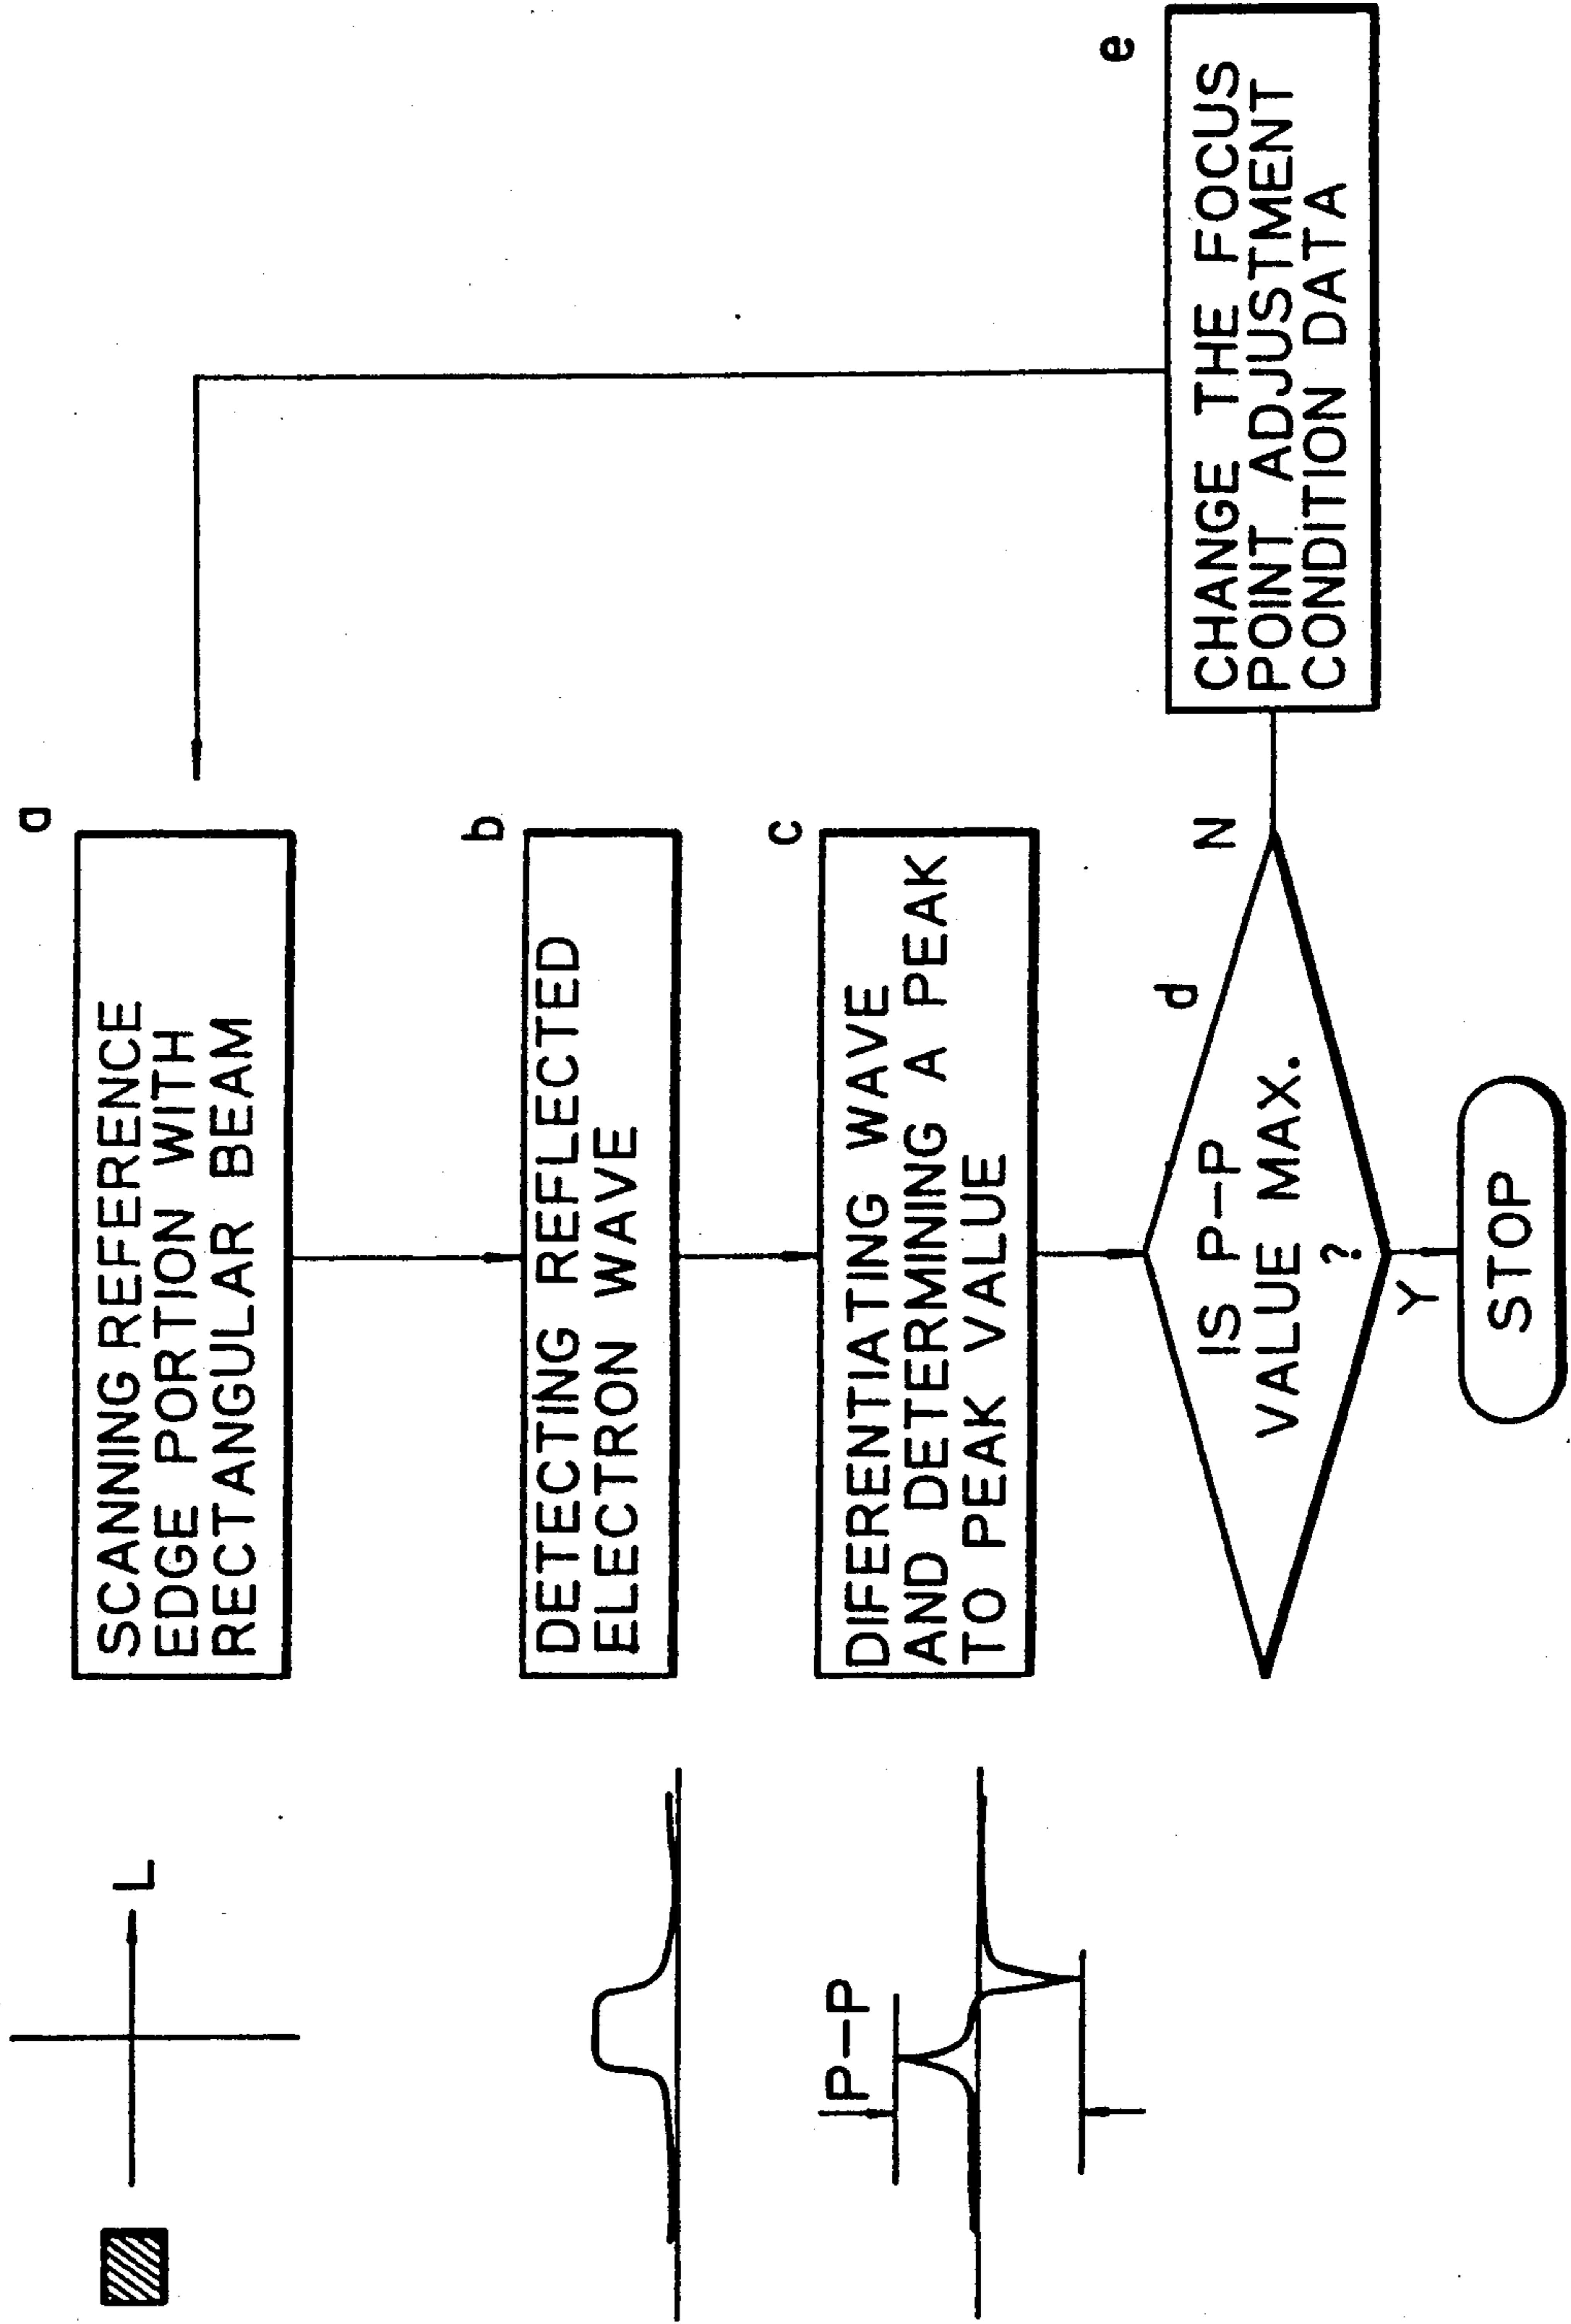 a
SCANNING REFERENCE
EDGE PORTION WITH
RECTANGULAR BEAM
L
b
DETECTING REFLECTED
ELECTRON WAVE
c
DIFERENTIATING WAVE
AND DETERMINING A PEAK
TO PEAK VALUE
P-P
d
IS P-P
VALUE MAX.
?
N
Y
e
CHANGE THE FOCUS
POINT ADJUSTMENT
CONDITION DATA
STOP